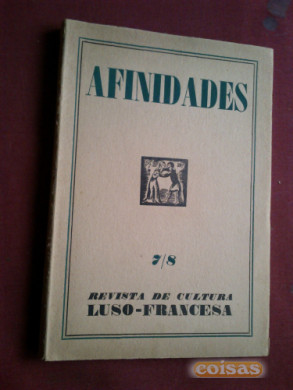 AFINIDADES
7/8
REVISTA DE CULTURA
LUSO-FRANCESA
coisas